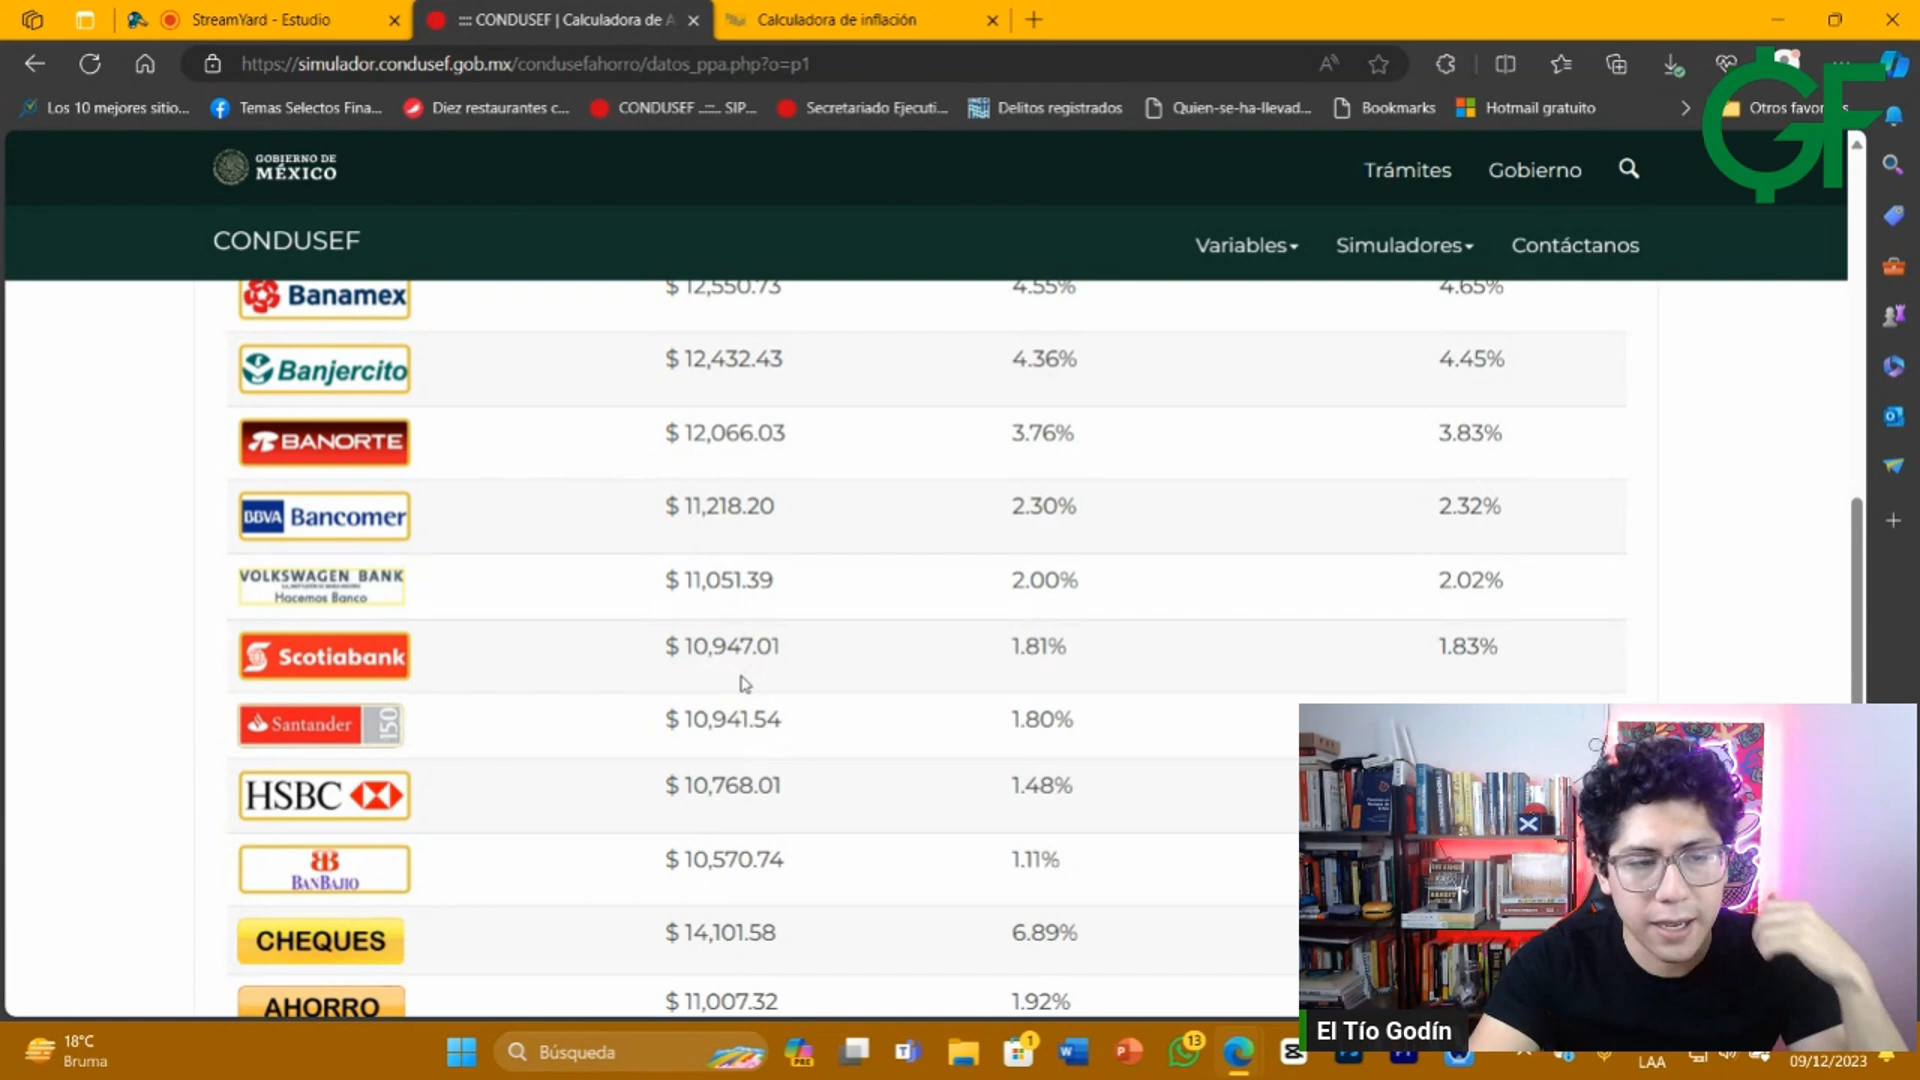 StreamYard - Estudio
:::: CONDUSEF | Calculadora de A
Calculadora de inflación
https://simulador.condusef.gob.mx/condusefahorro/datos_ppa.php?o=p1
Los 10 mejores sitio...
Temas Selectos Fina...
Diez restaurantes c...
CONDUSEF ..:::.. SIP...
Secretariado Ejecuti...
Delitos registrados
Quien-se-ha-llevad...
Bookmarks
Hotmail gratuito
Otros favor
GF
GOBIERNO DE
MÉXICO
Trámites
Gobierno
CONDUSEF
Variables
Simuladores
Contáctanos
Banamex $ 12,550.73 4.55% 4.65%
Banjercito $ 12,432.43 4.36% 4.45%
BANORTE $ 12,066.03 3.76% 3.83%
BBVA Bancomer $ 11,218.20 2.30% 2.32%
VOLKSWAGEN BANK
Hacemos Banco
$ 11,051.39 2.00% 2.02%
Scotiabank $ 10,947.01 1.81% 1.83%
Santander 150 $ 10,941.54 1.80%
HSBC $ 10,768.01 1.48%
BANBAJIO $ 10,570.74 1.11%
CHEQUES $ 14,101.58 6.89%
AHORRO $ 11,007.32 1.92%
El Tío Godín
18°C
Bruma
Búsqueda
PRE
1
13
LAA
09/12/2023